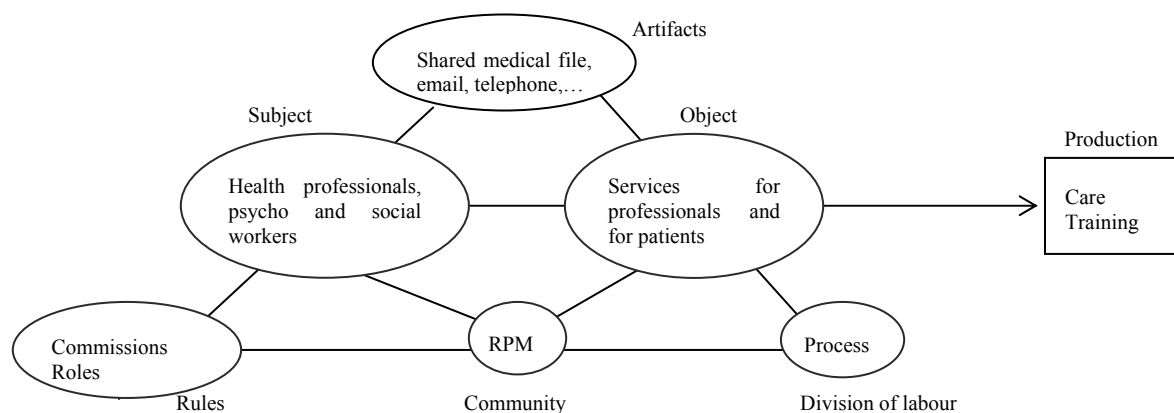 Artifacts
Shared medical file,
email, telephone,…
Subject
Object
Production
Health professionals,
psycho and social
workers
Services for
professionals and
for patients
Care
Training
Commissions
Roles
RPM
Process
Rules
Community
Division of labour